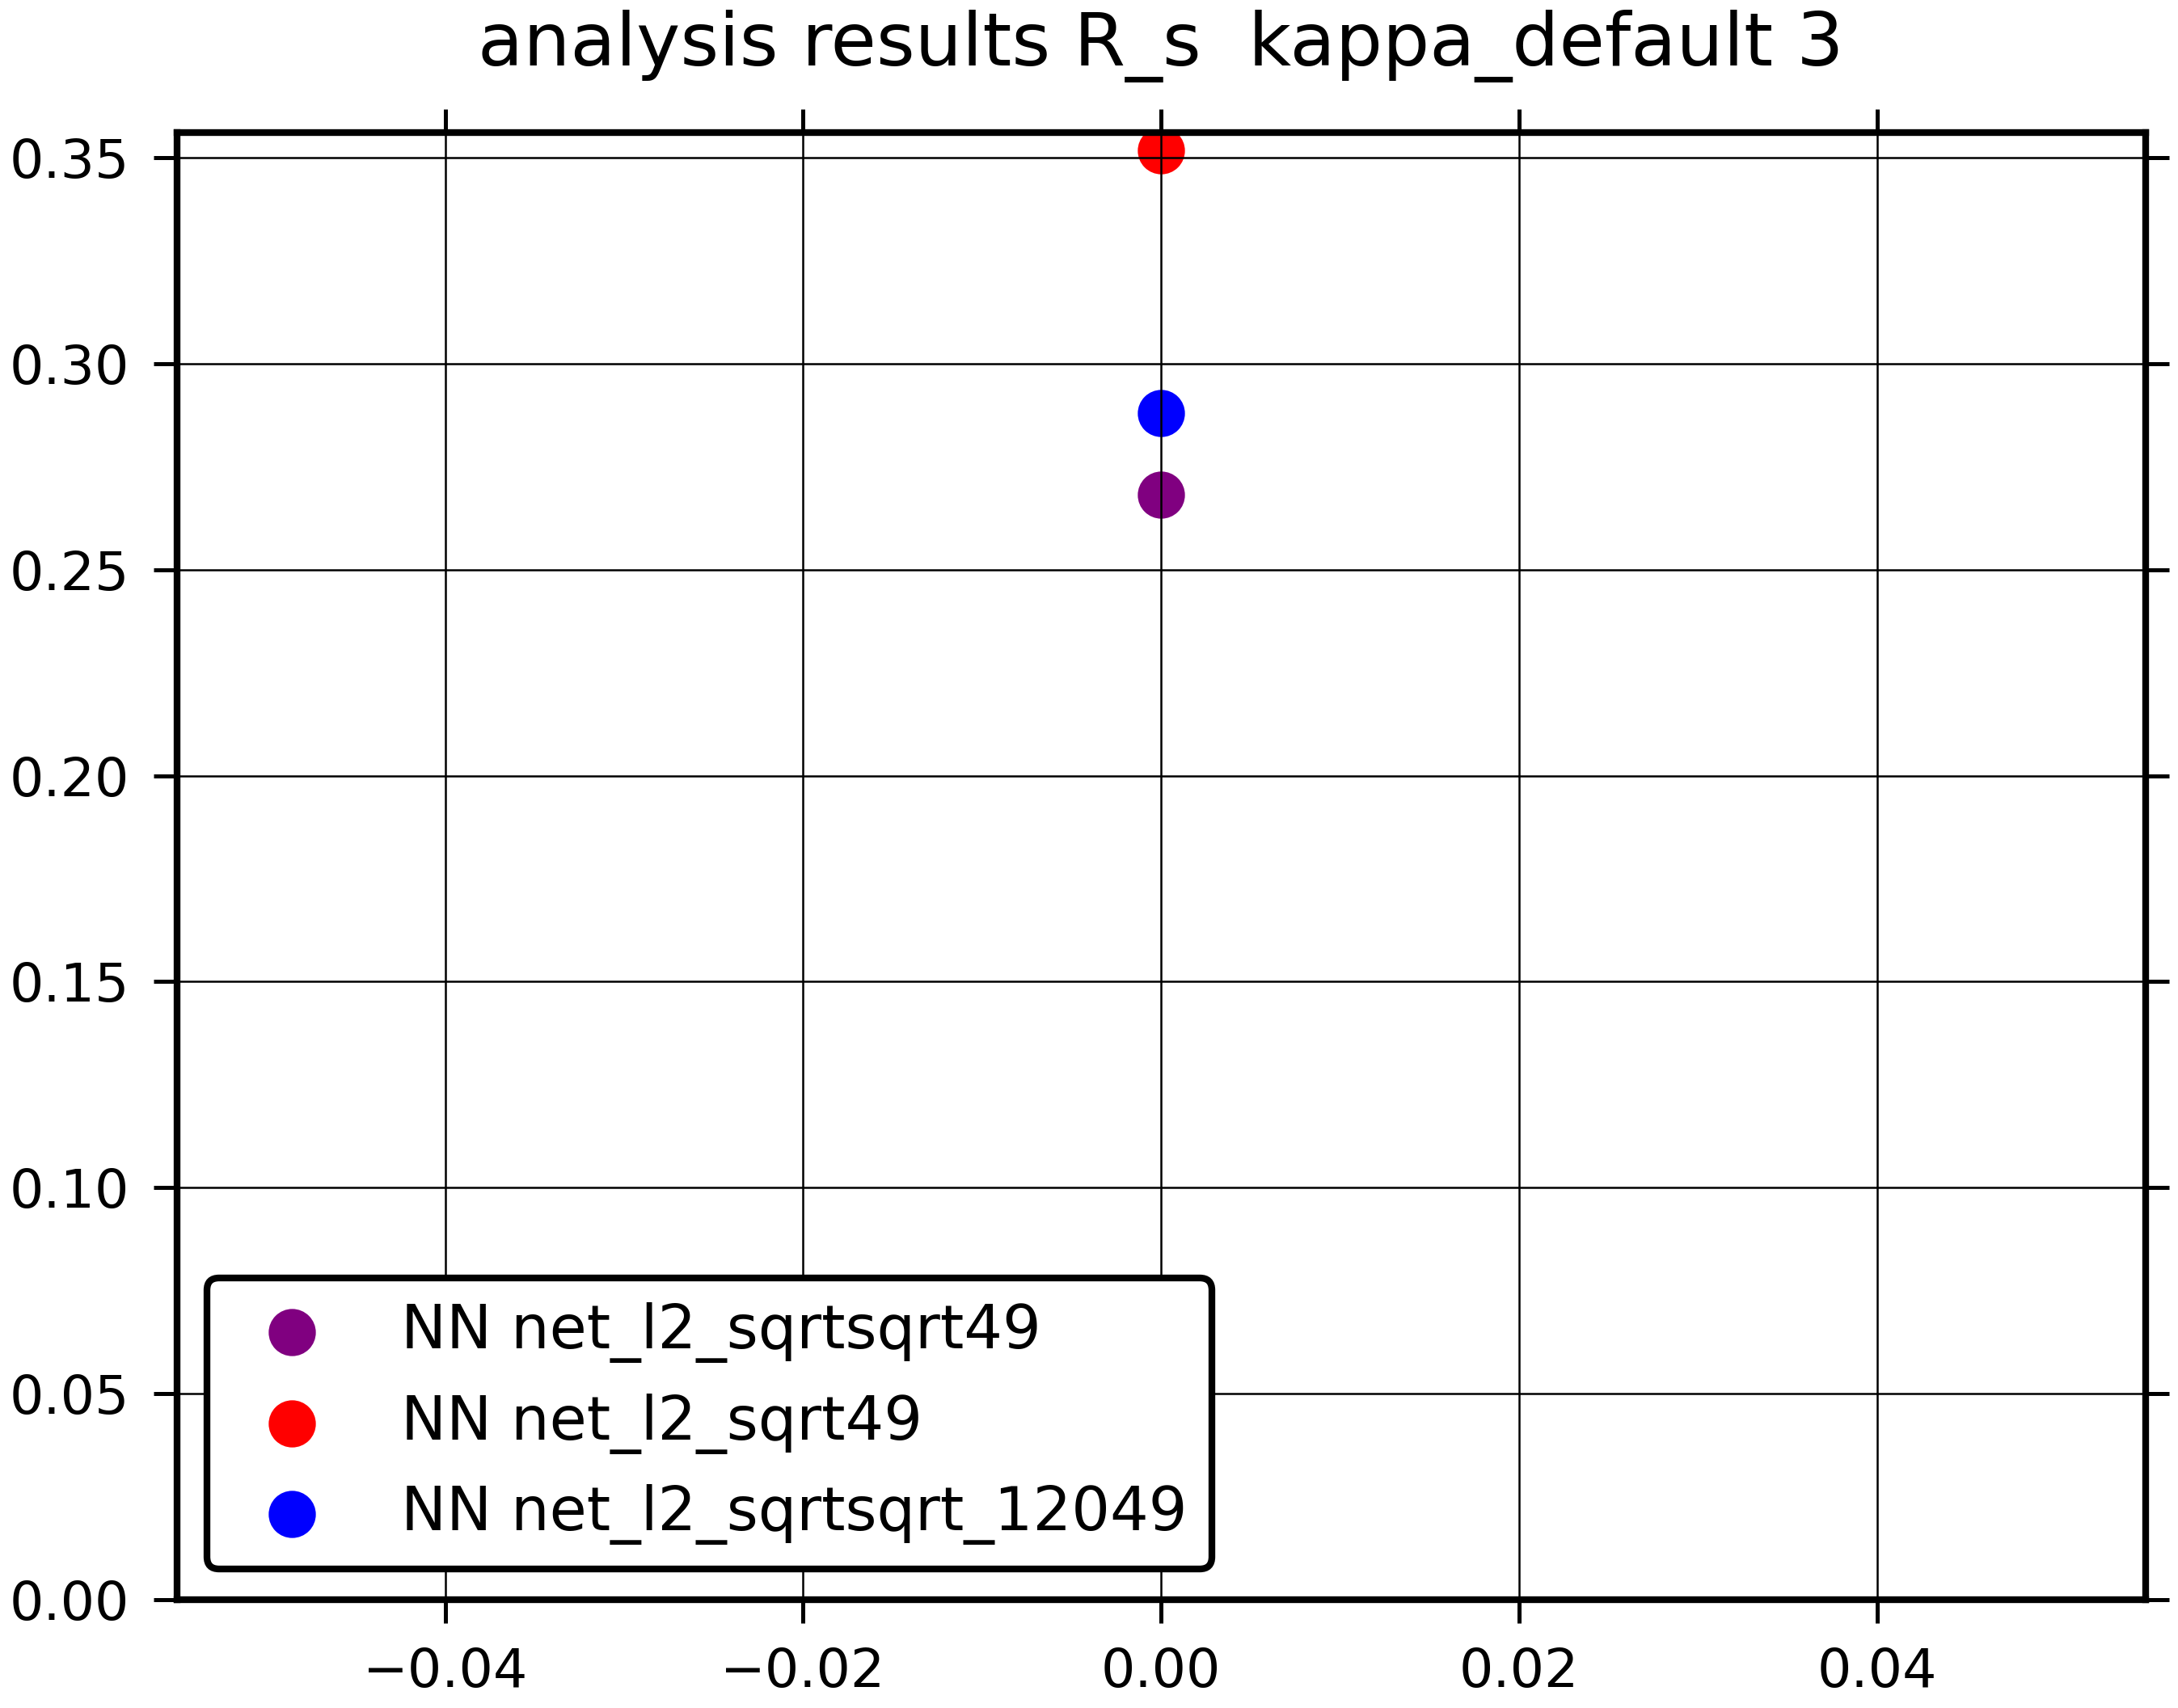 analysis results R_s  kappa_default 3
0.35
0.30
0.25
0.20
0.15
0.10
0.05
0.00
NN net_l2_sqrtsqrt49
NN net_l2_sqrt49
NN net_l2_sqrtsqrt_12049
−0.04 −0.02 0.00 0.02 0.04